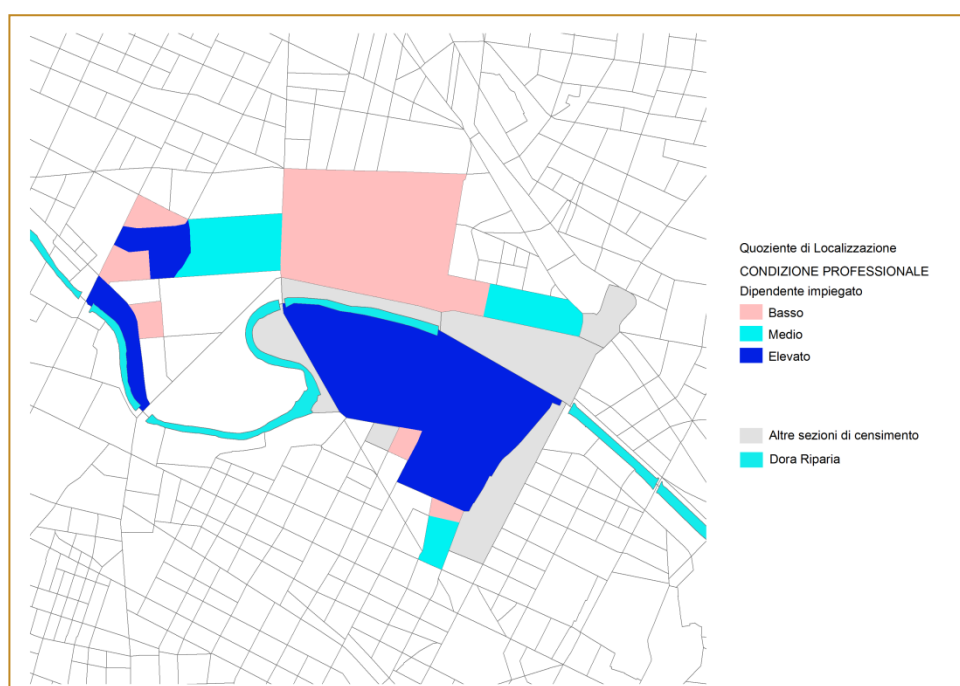 Quoziente di Localizzazione
CONDIZIONE PROFESSIONALE
Dipendente impiegato
Basso
Medio
Elevato
Altre sezioni di censimento
Dora Riparia